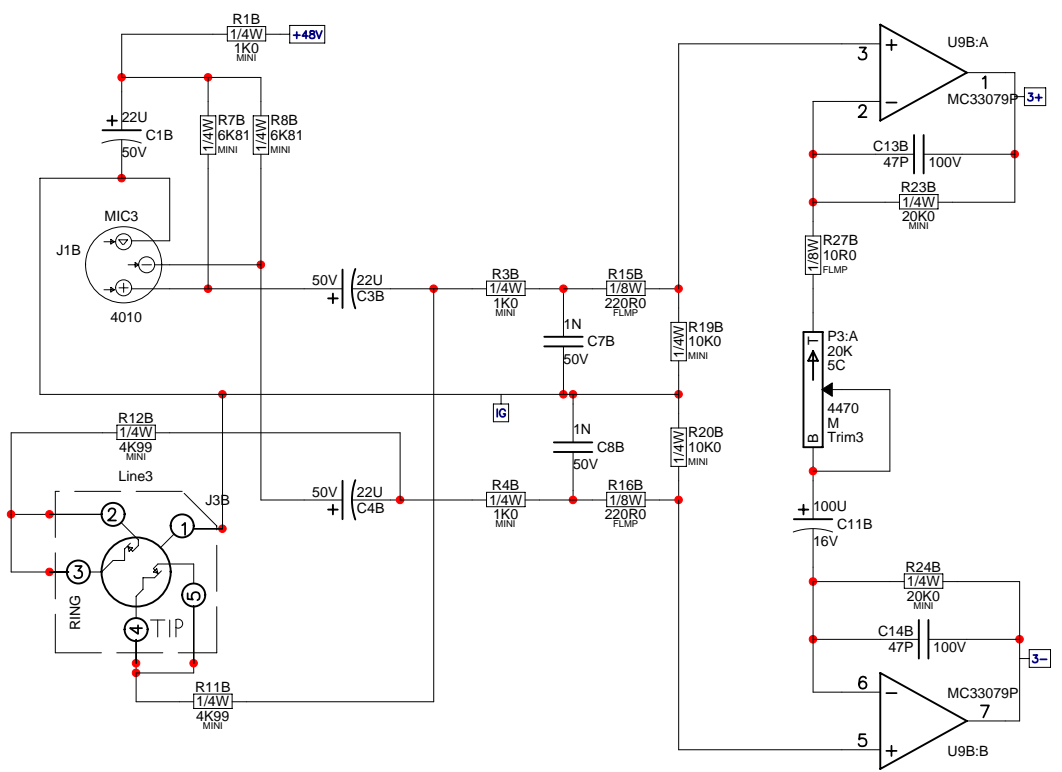 R1B
1/4W
1K0
MINI
+48V
+
22U
C1B
50V
R7B
1/4W
6K81
MINI
R8B
1/4W
6K81
MINI
MIC3
J1B
4010
50V
22U
+
C3B
R3B
1/4W
1K0
MINI
R15B
1/8W
220R0
FLMP
1N
C7B
50V
R19B
1/4W
10K0
MINI
IG
1N
C8B
50V
R20B
1/4W
10K0
MINI
R12B
1/4W
4K99
MINI
Line3
J3B
2
1
3
5
4
RING
TIP
50V
22U
+
C4B
R4B
1/4W
1K0
MINI
R16B
1/8W
220R0
FLMP
R11B
1/4W
4K99
MINI
U9B:A
3
+
1
2
−
MC33079P
3+
C13B
47P
100V
R23B
1/4W
20K0
MINI
R27B
1/8W
10R0
FLMP
P3:A
T
20K
5C
4470
M
B
Trim3
+
100U
C11B
16V
R24B
1/4W
20K0
MINI
C14B
47P
100V
3−
6
−
MC33079P
7
5
+
U9B:B